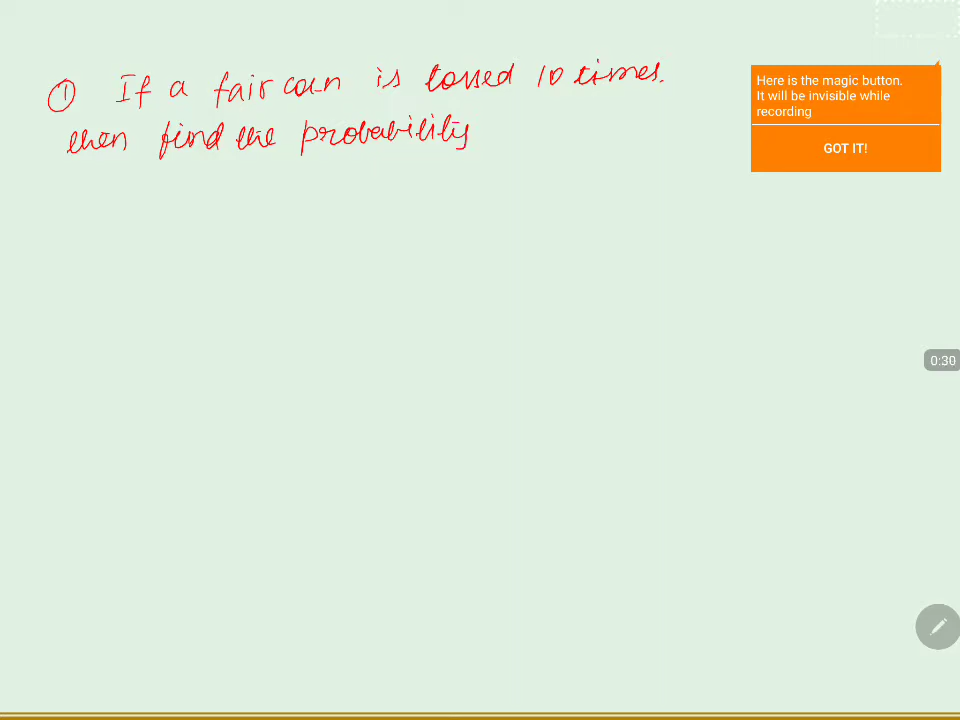 ① If a fair coin is tossed 10 times.
then find the probability
Here is the magic button.
It will be invisible while
recording
GOT IT!
0:30